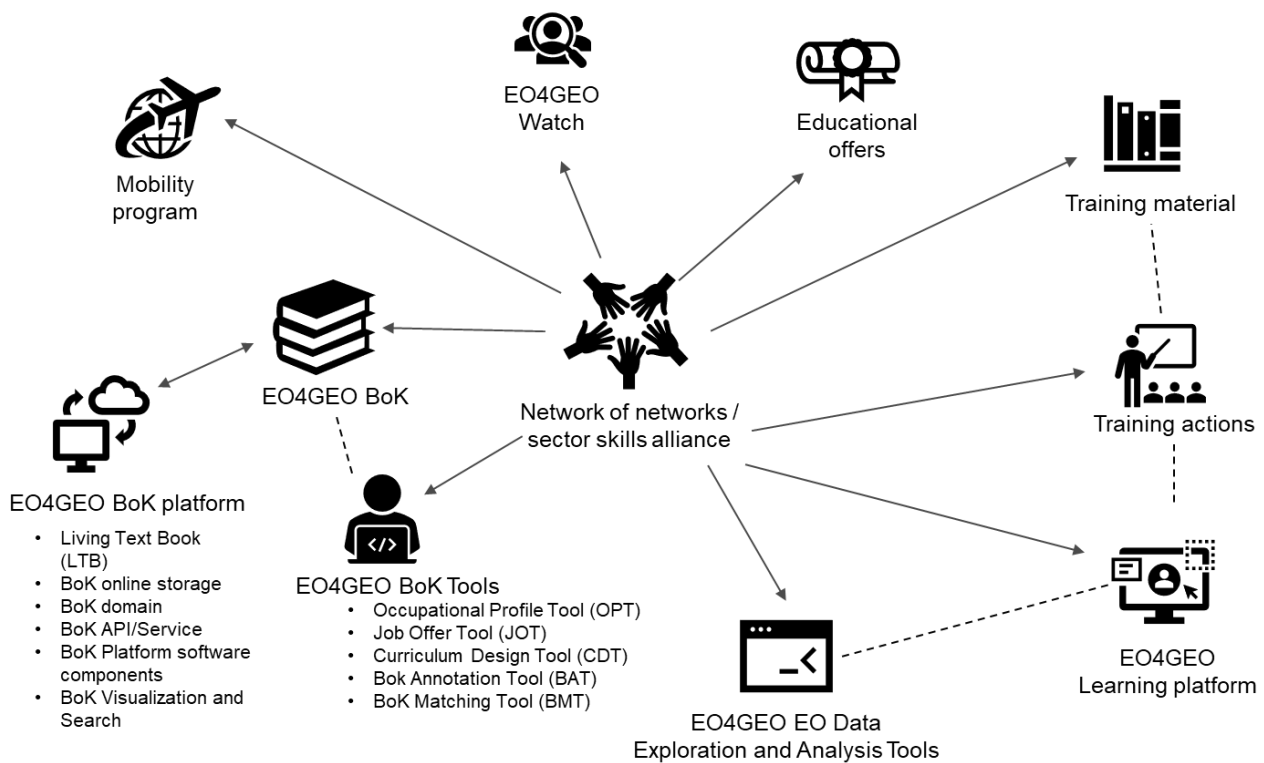 EO4GEO
Watch
Educational
offers
Mobility
program
Training material
EO4GEO BoK
Network of networks /
sector skills alliance
Training actions
EO4GEO BoK platform
• Living Text Book
(LTB)
• BoK online storage
• BoK domain
• BoK API/Service
• BoK Platform software
components
• BoK Visualization and
Search
</>
EO4GEO BoK Tools
• Occupational Profile Tool (OPT)
• Job Offer Tool (JOT)
• Curriculum Design Tool (CDT)
• Bok Annotation Tool (BAT)
• BoK Matching Tool (BMT)
EO4GEO EO Data
Exploration and Analysis Tools
EO4GEO
Learning platform